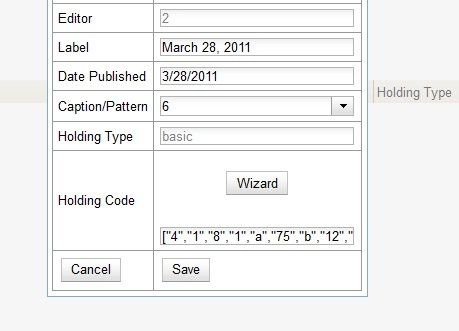 Editor 2
Label March 28, 2011
Date Published 3/28/2011
Caption/Pattern 6
Holding Type
Holding Type basic
Wizard
Holding Code
["4","1","8","1","a","75","b","12","
Cancel Save